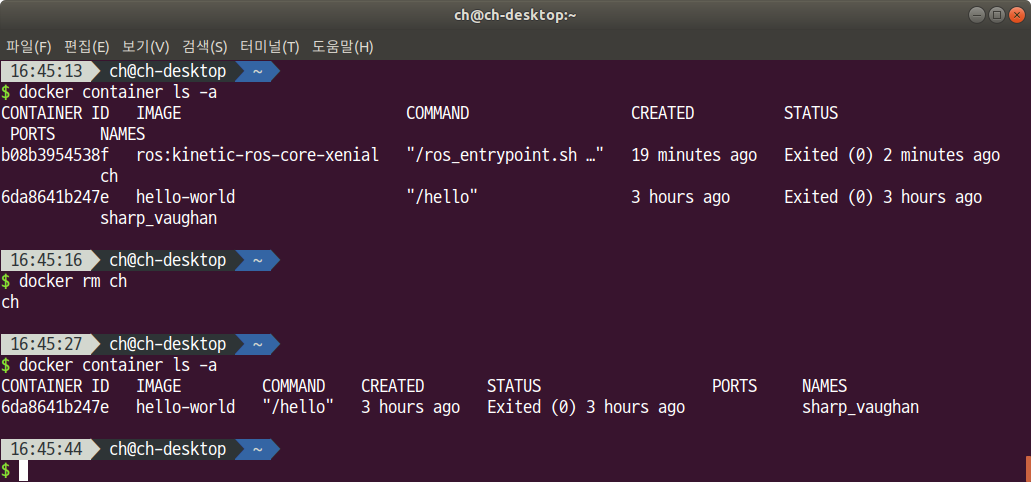 ch@ch-desktop:~
파일(F) 편집(E) 보기(V) 검색(S) 터미널(T) 도움말(H)
16:45:13 ch@ch-desktop ~
$ docker container ls -a
CONTAINER ID IMAGE COMMAND CREATED STATUS
PORTS NAMES
b08b3954538f ros:kinetic-ros-core-xenial "/ros_entrypoint.sh …" 19 minutes ago Exited (0) 2 minutes ago
ch
6da8641b247e hello-world "/hello" 3 hours ago Exited (0) 3 hours ago
sharp_vaughan
16:45:16 ch@ch-desktop ~
$ docker rm ch
ch
16:45:27 ch@ch-desktop ~
$ docker container ls -a
CONTAINER ID IMAGE COMMAND CREATED STATUS PORTS NAMES
6da8641b247e hello-world "/hello" 3 hours ago Exited (0) 3 hours ago sharp_vaughan
16:45:44 ch@ch-desktop ~
$